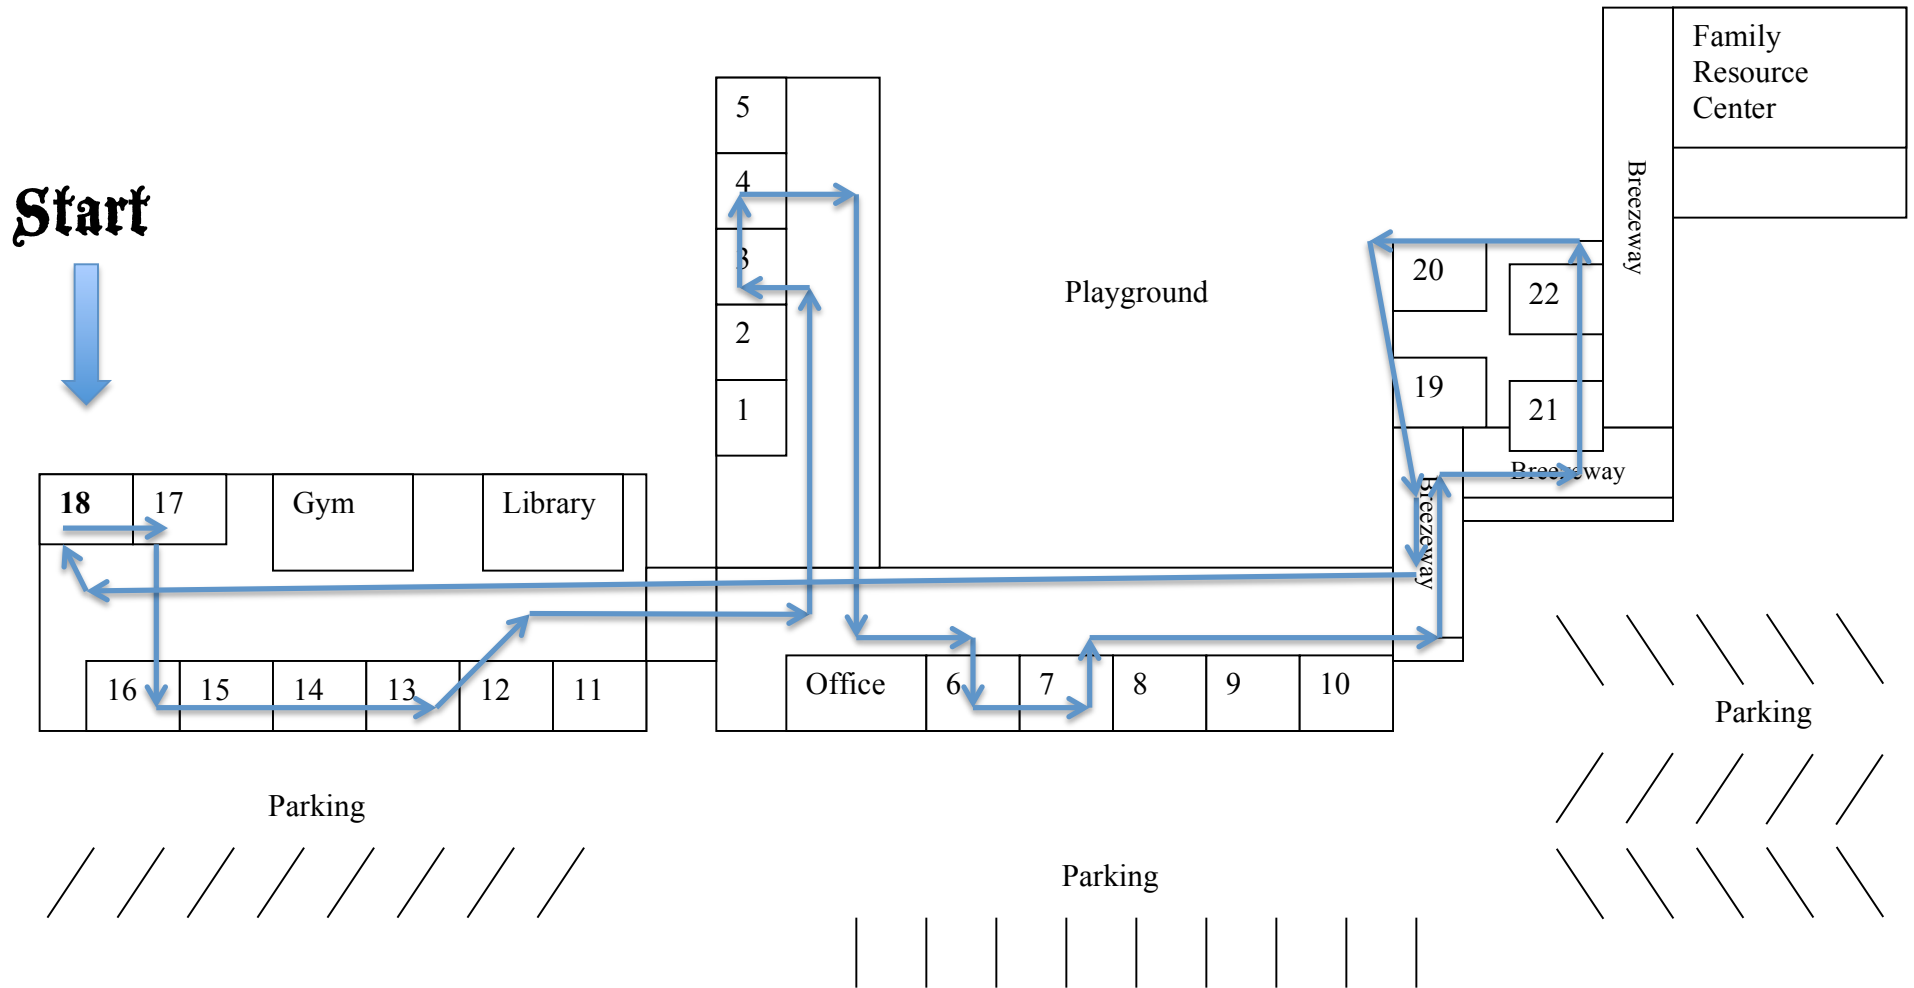 Family
Resource
Center
5
Breezeway
4
Start
3
20
Playground
22
2
19
1
21
Breezeway
18
17
Gym
Library
Breezeway
16
15
14
13
12
11
Office
6
7
8
9
10
Parking
Parking
Parking